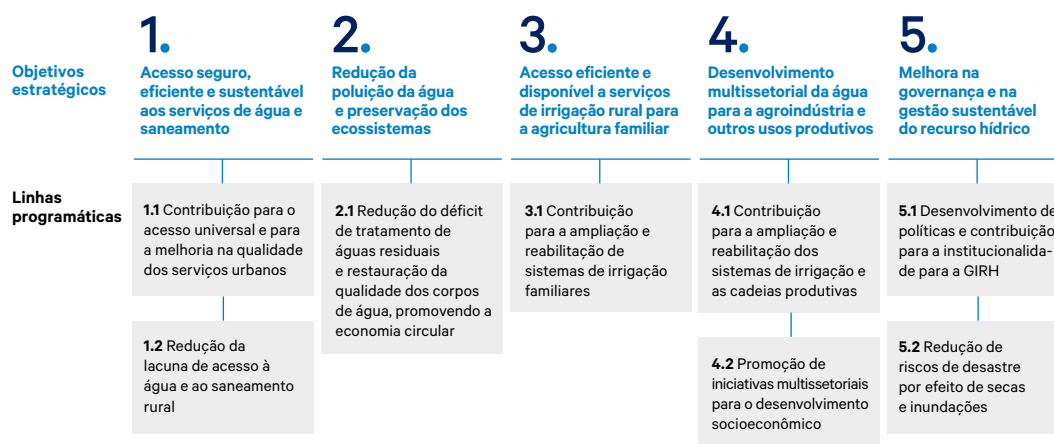 Objetivos
estratégicos
1.
Acesso seguro,
eficiente e sustentável
aos serviços de água e
saneamento
2.
Redução da
poluição da água
e preservação dos
ecossistemas
3.
Acesso eficiente e
disponível a serviços
de irrigação rural para
a agricultura familiar
4.
Desenvolvimento
multissetorial da água
para a agroindústria e
outros usos produtivos
5.
Melhora na
governança e na
gestão sustentável
do recurso hídrico
Linhas
programáticas
1.1 Contribuição para o
acesso universal e para
a melhoria na qualidade
dos serviços urbanos
1.2 Redução da
lacuna de acesso à
água e ao saneamento
rural
2.1 Redução do déficit
de tratamento de
águas residuais
e restauração da
qualidade dos corpos
de água, promovendo a
economia circular
3.1 Contribuição
para a ampliação e
reabilitação de
sistemas de irrigação
familiares
4.1 Contribuição
para a ampliação e
reabilitação dos
sistemas de irrigação e
as cadeias produtivas
4.2 Promoção de
iniciativas multissetoriais
para o desenvolvimento
socioeconômico
5.1 Desenvolvimento de
políticas e contribuição
para a institucionalida-
de para a GIRH
5.2 Redução de
riscos de desastre
por efeito de secas
e inundações